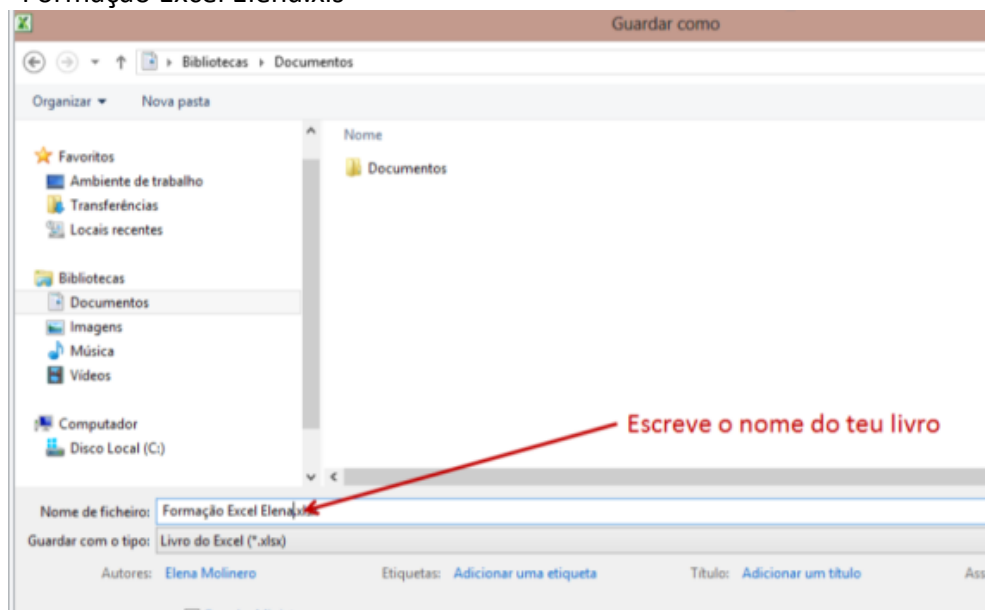 Formação Excel Elena.xls
Guardar como
Bibliotecas Documentos
Organizar Nova pasta
Nome
Favoritos
Documentos
Ambiente de trabalho
Transferências
Locais recentes
Bibliotecas
Documentos
Imagens
Música
Vídeos
Computador
Escreve o nome do teu livro
Disco Local (C:)
Nome de ficheiro: Formação Excel Elena
Guardar com o tipo: Livro do Excel (*.xlsx)
Autores: Elena Molinero Etiquetas: Adicionar uma etiqueta Título: Adicionar um título Ass